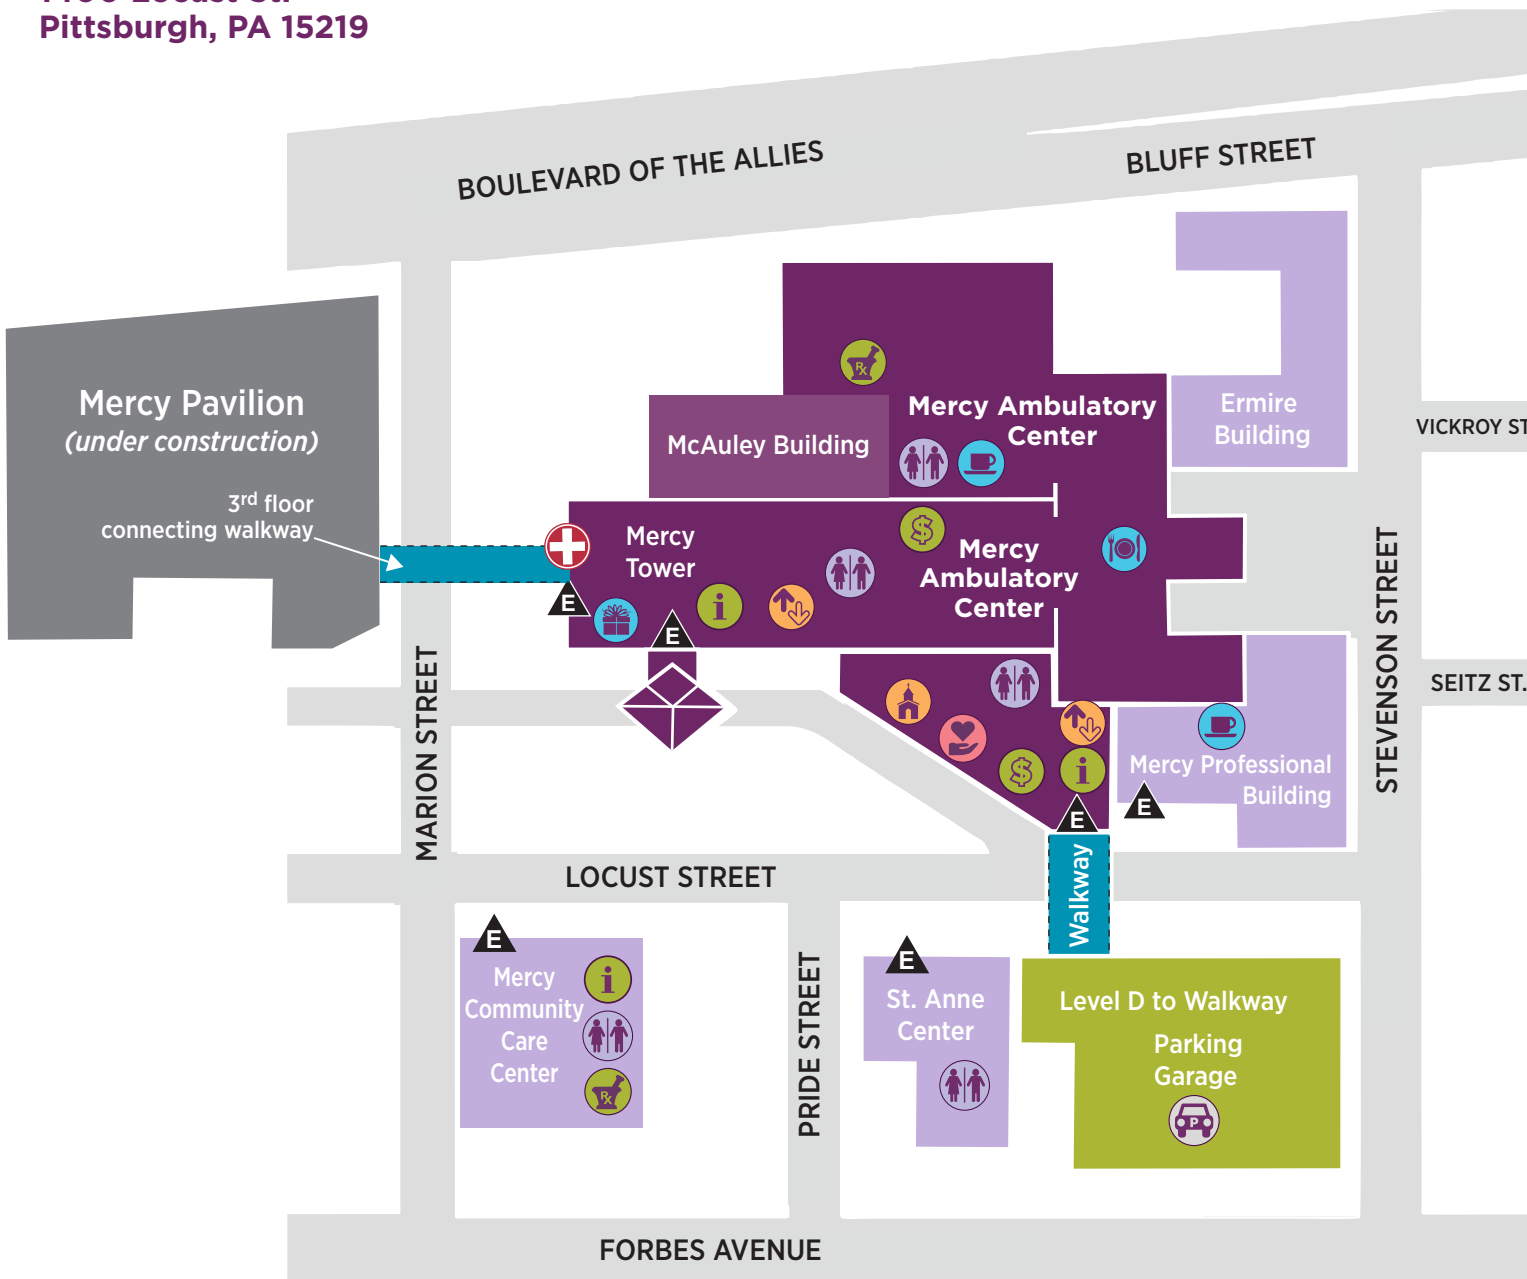 Pittsburgh, PA 15219
BOULEVARD OF THE ALLIES
BLUFF STREET
Mercy Pavilion
(under construction)
3rd floor
connecting walkway
McAuley Building
Mercy Ambulatory
Center
Ermire
Building
VICKROY ST
Mercy
Tower
Mercy
Ambulatory
Center
RX
$
i
E
E
MARION STREET
STEVENSON STREET
SEITZ ST.
$
i
Mercy Professional
Building
E
E
LOCUST STREET
Walkway
E
Mercy
Community
Care
Center
i
RX
PRIDE STREET
E
St. Anne
Center
Level D to Walkway
Parking
Garage
P
FORBES AVENUE